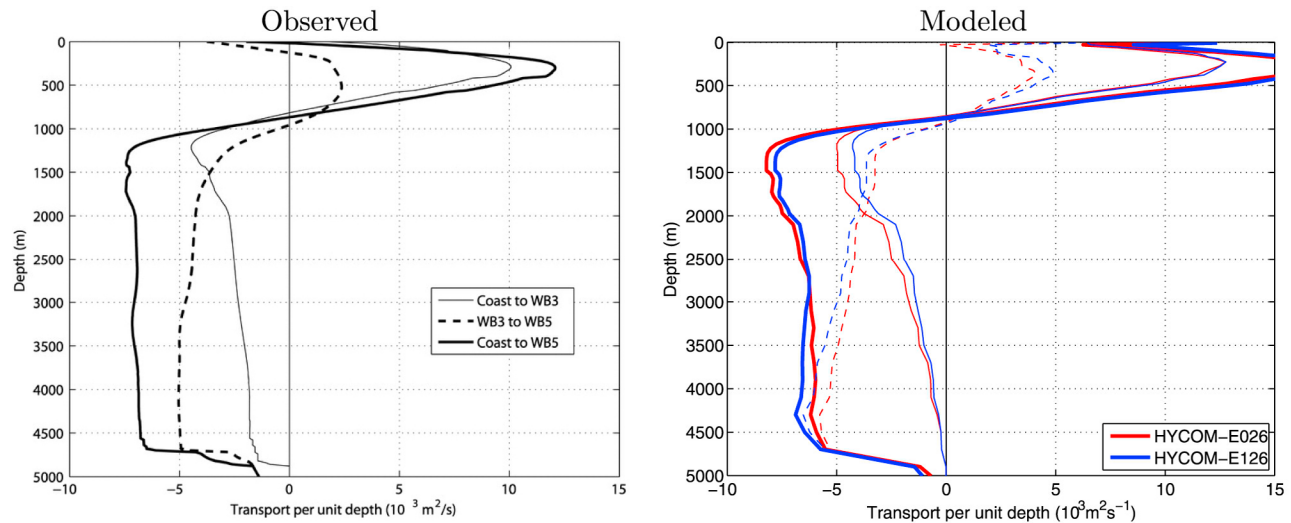 Observed
0
500
1000
1500
2000
2500
3000
3500
4000
4500
5000
Depth (m)
−10 −5 0 5 10 15
Transport per unit depth (10 ³ m²/s)
Coast to WB3
WB3 to WB5
Coast to WB5
Modeled
0
500
1000
1500
2000
2500
3000
3500
4000
4500
5000
Depth (m)
−10 −5 0 5 10 15
Transport per unit depth (10³m²s⁻¹)
HYCOM−E026
HYCOM−E126